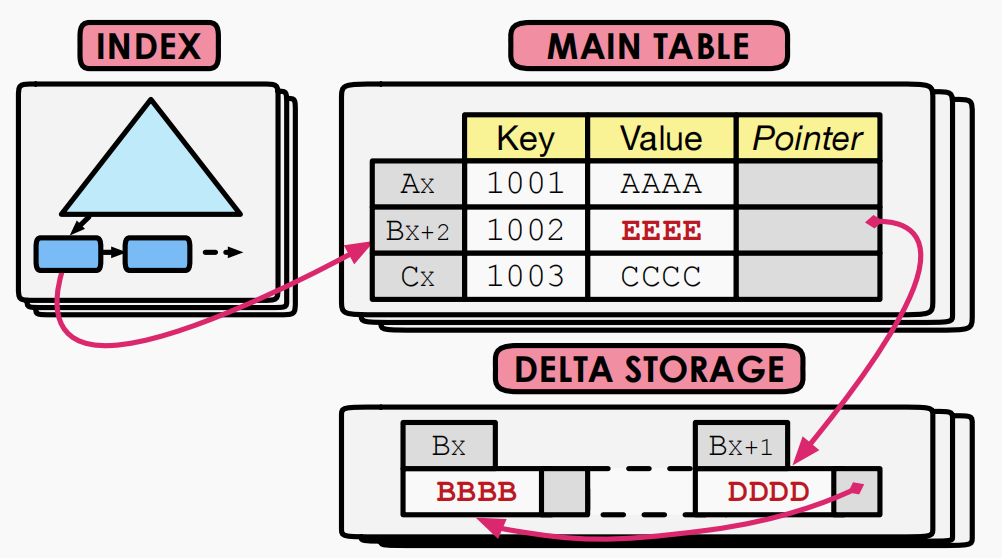 INDEX
MAIN TABLE
Key Value Pointer
Ax 1001 AAAA
Bx+2 1002 EEEE
Cx 1003 CCCC
DELTA STORAGE
Bx Bx+1
BBBB DDDD